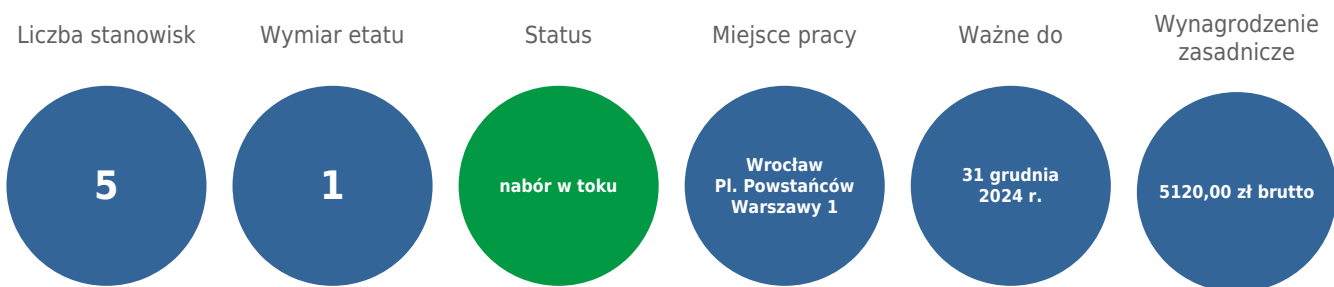 Liczba stanowisk
5
Wymiar etatu
1
Status
nabór w toku
Miejsce pracy
Wrocław
Pl. Powstańców
Warszawy 1
Ważne do
31 grudnia
2024 r.
Wynagrodzenie
zasadnicze
5120,00 zł brutto